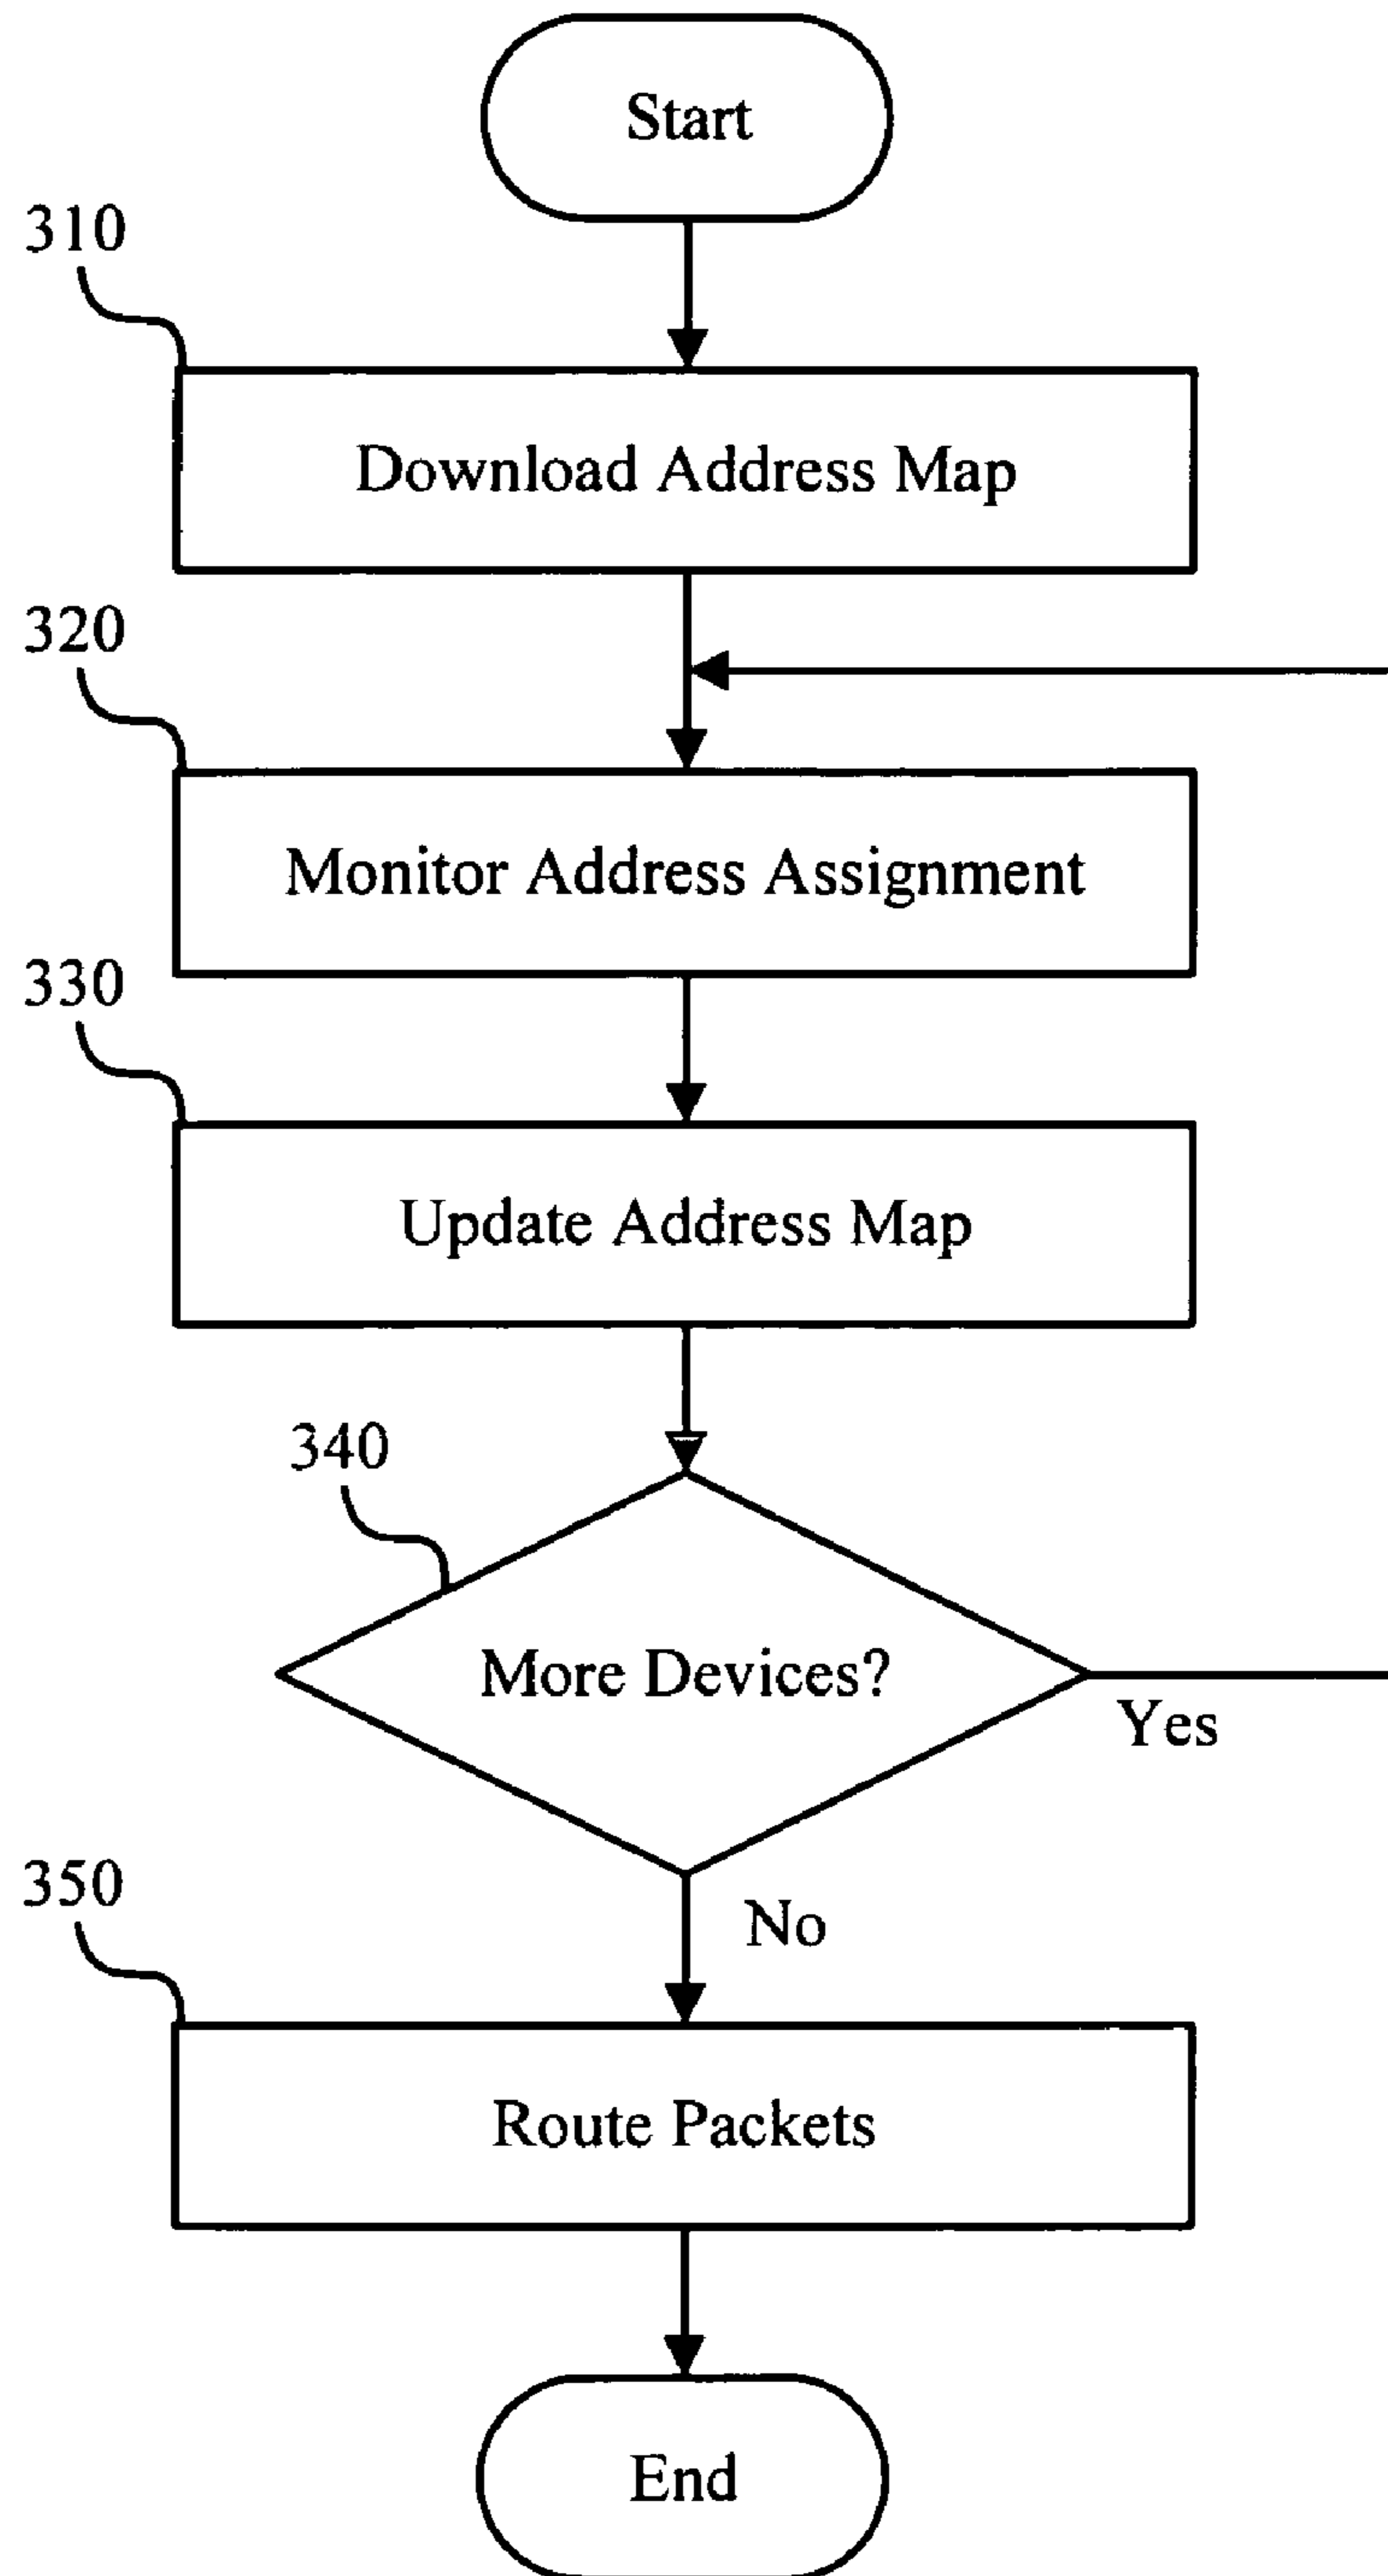 Start
310
Download Address Map
320
Monitor Address Assignment
330
Update Address Map
340
More Devices?
Yes
No
350
Route Packets
End